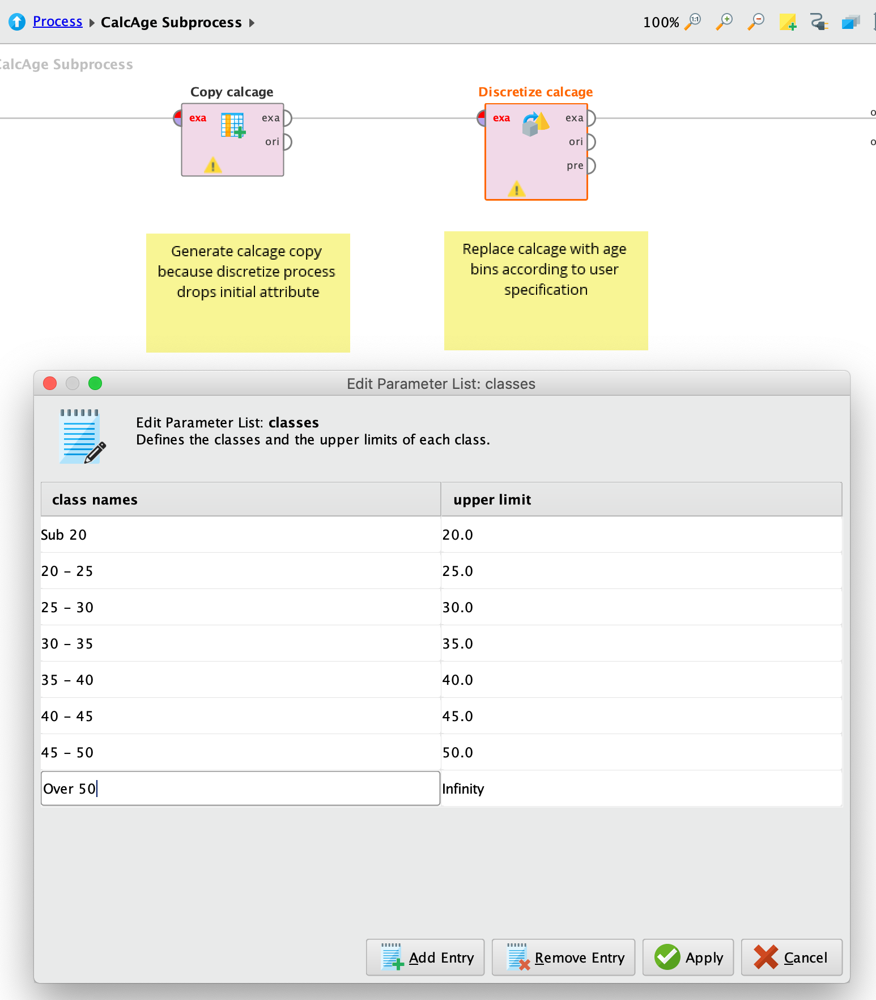 Process CalcAge Subprocess 100% 1:1
CalcAge Subprocess
Copy calcage Discretize calcage
exa exa exa exa o
ori ori o
pre
Generate calcage copy
because discretize process
drops initial attribute
Replace calcage with age
bins according to user
specification
Edit Parameter List: classes
Edit Parameter List: classes
Defines the classes and the upper limits of each class.
class names upper limit
Sub 20 20.0
20 – 25 25.0
25 – 30 30.0
30 – 35 35.0
35 – 40 40.0
40 – 45 45.0
45 – 50 50.0
Over 50 Infinity
Add Entry Remove Entry Apply Cancel